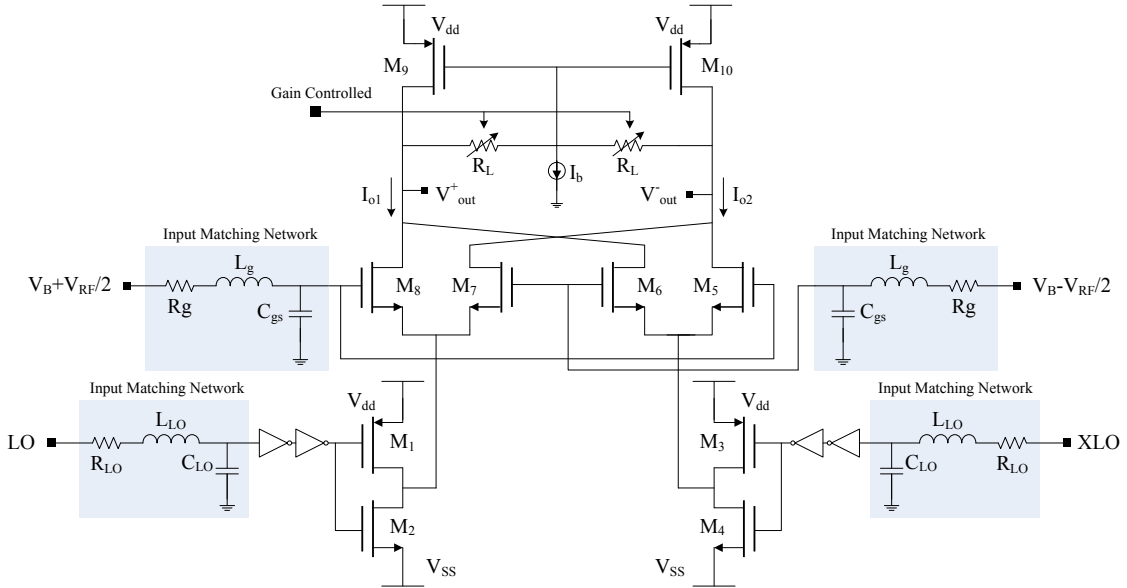 Vdd Vdd
M9 M10
Gain Controlled
RL RL
Ib
Io1 V+out V-out Io2
Input Matching Network Input Matching Network
Lg Lg
VB+VRF/2 M8 M7 M6 M5 VB-VRF/2
Rg Cgs Cgs Rg
Input Matching Network Input Matching Network
LLO Vdd Vdd LLO
LO M1 M3 XLO
RLO CLO CLO RLO
M2 M4
VSS VSS